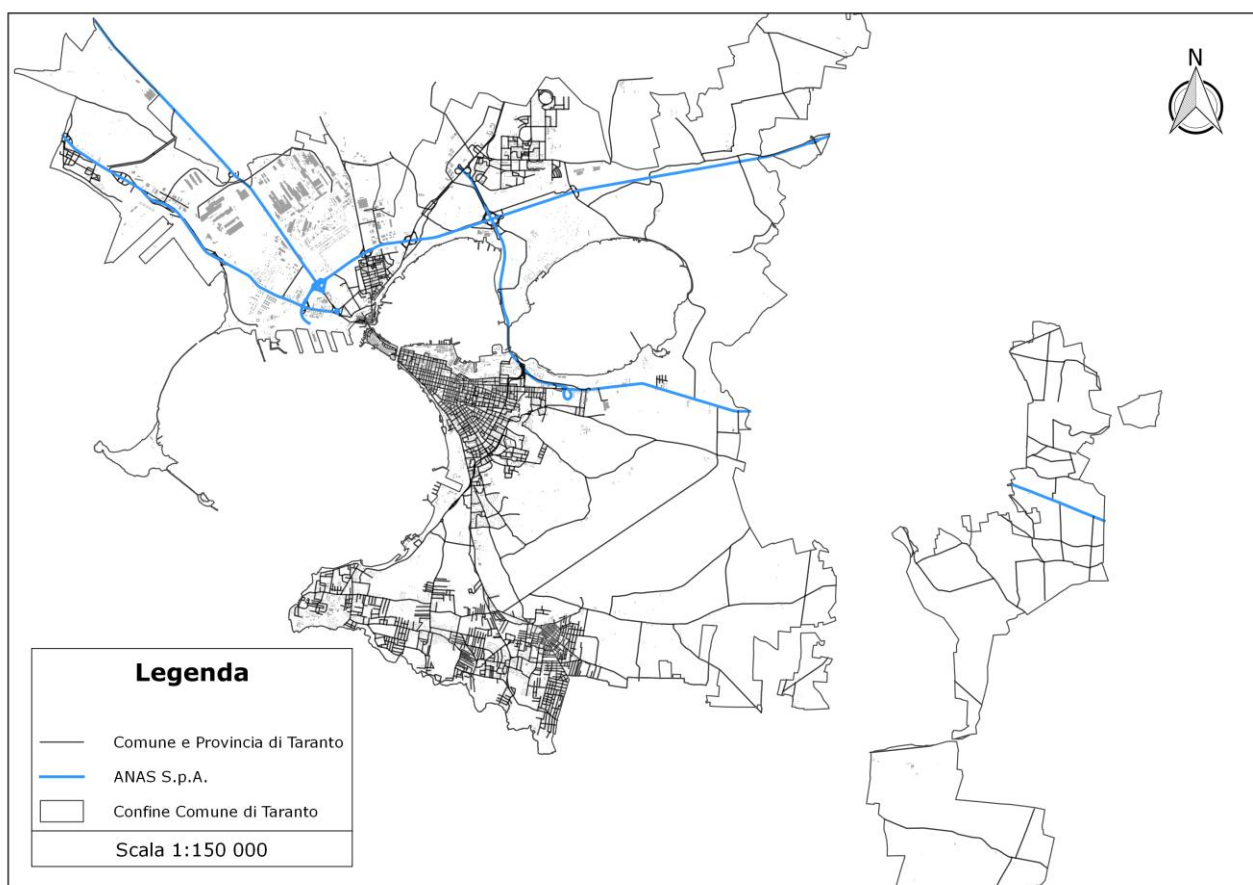 N
Legenda
Comune e Provincia di Taranto
ANAS S.p.A.
Confine Comune di Taranto
Scala 1:150 000